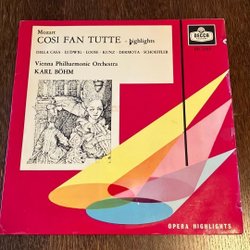 Mozart
COSI FAN TUTTE - highlights
DELLA CASA · LUDWIG · LOOSE · KUNZ · DERMOTA · SCHOEFFLER
Vienna Philharmonic Orchestra
KARL BÖHM
DECCA
OPERA HIGHLIGHTS